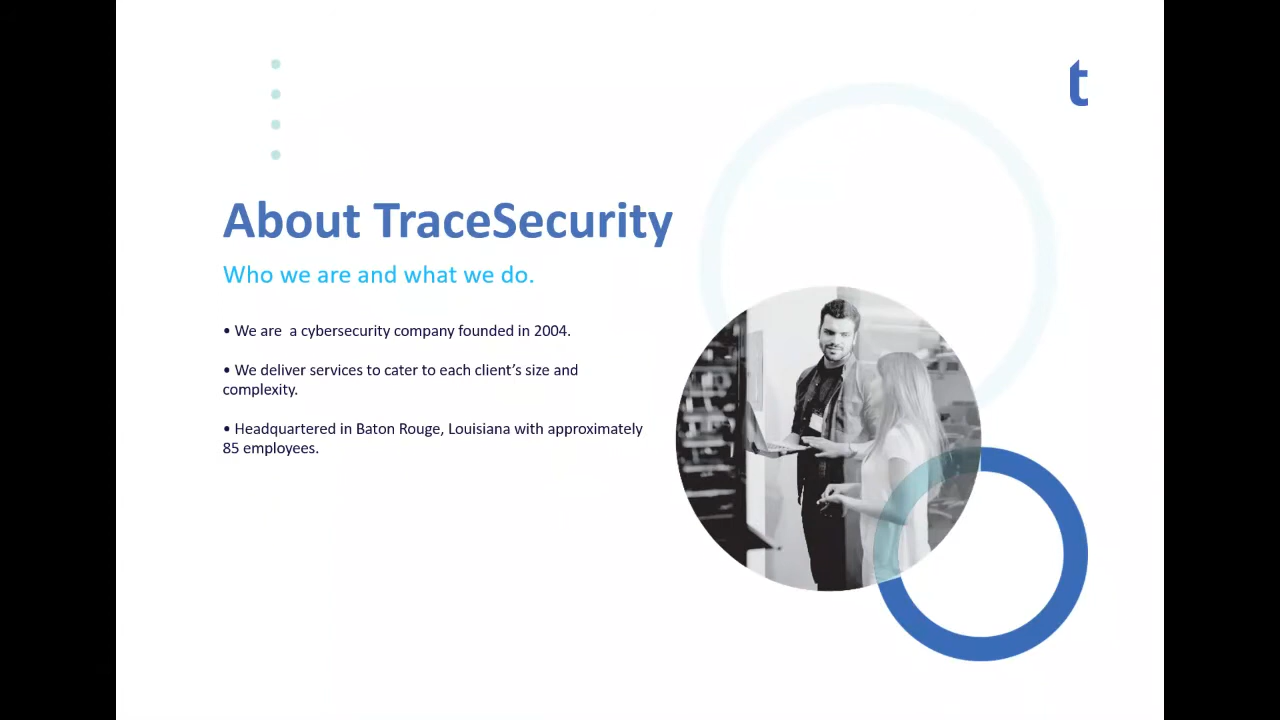 t
About TraceSecurity
Who we are and what we do.
• We are  a cybersecurity company founded in 2004.
• We deliver services to cater to each client’s size and
complexity.
• Headquartered in Baton Rouge, Louisiana with approximately
85 employees.